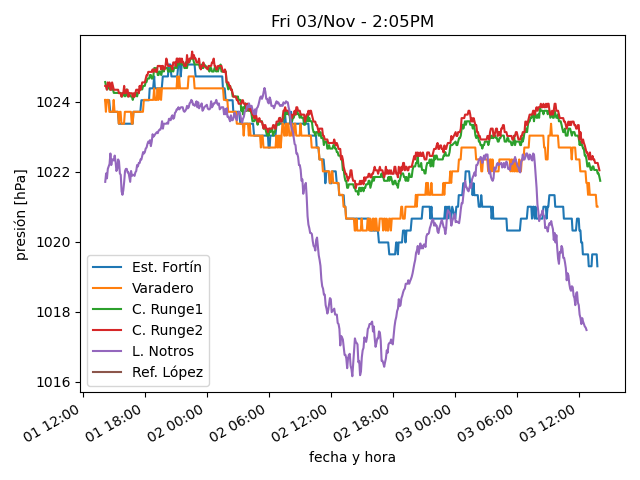 Fri 03/Nov - 2:05PM
presión [hPa]
1024
1022
1020
1018
1016
Est. Fortín
Varadero
C. Runge1
C. Runge2
L. Notros
Ref. López
01 12:00
01 18:00
02 00:00
02 06:00
02 12:00
02 18:00
03 00:00
03 06:00
03 12:00
fecha y hora